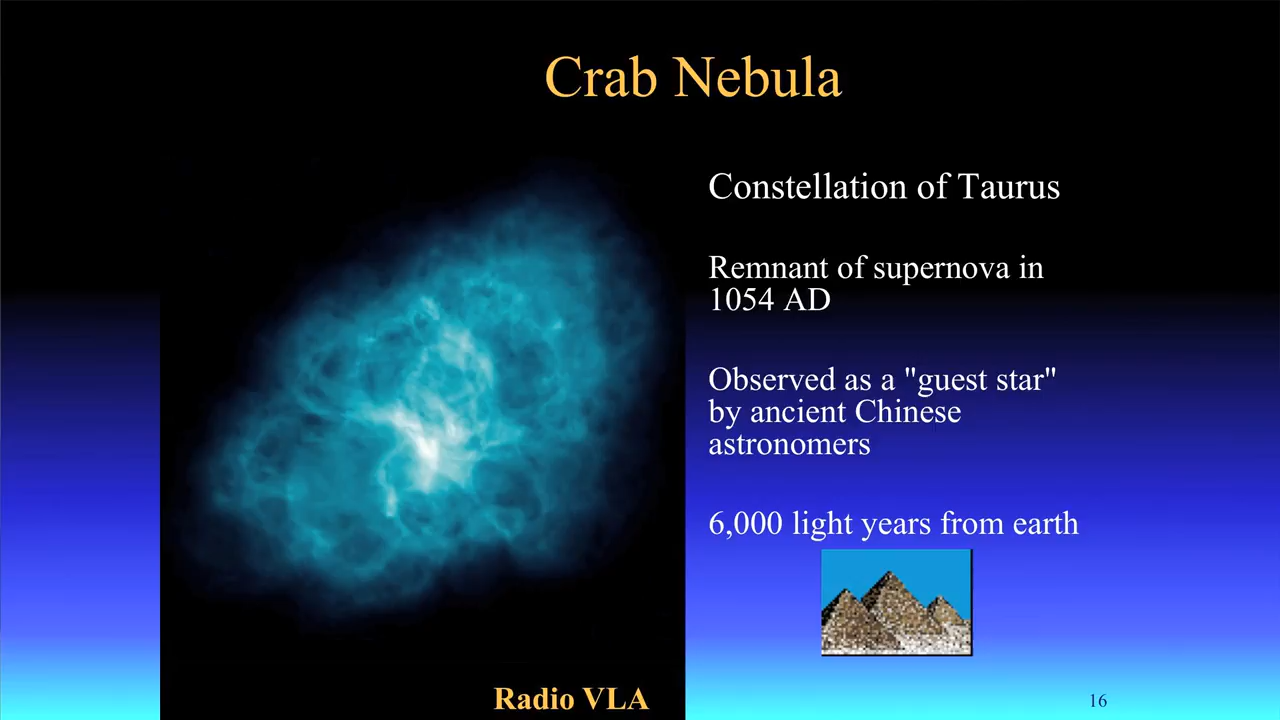 Crab Nebula
Constellation of Taurus
Remnant of supernova in
1054 AD
Observed as a "guest star"
by ancient Chinese
astronomers
6,000 light years from earth
Radio VLA
16